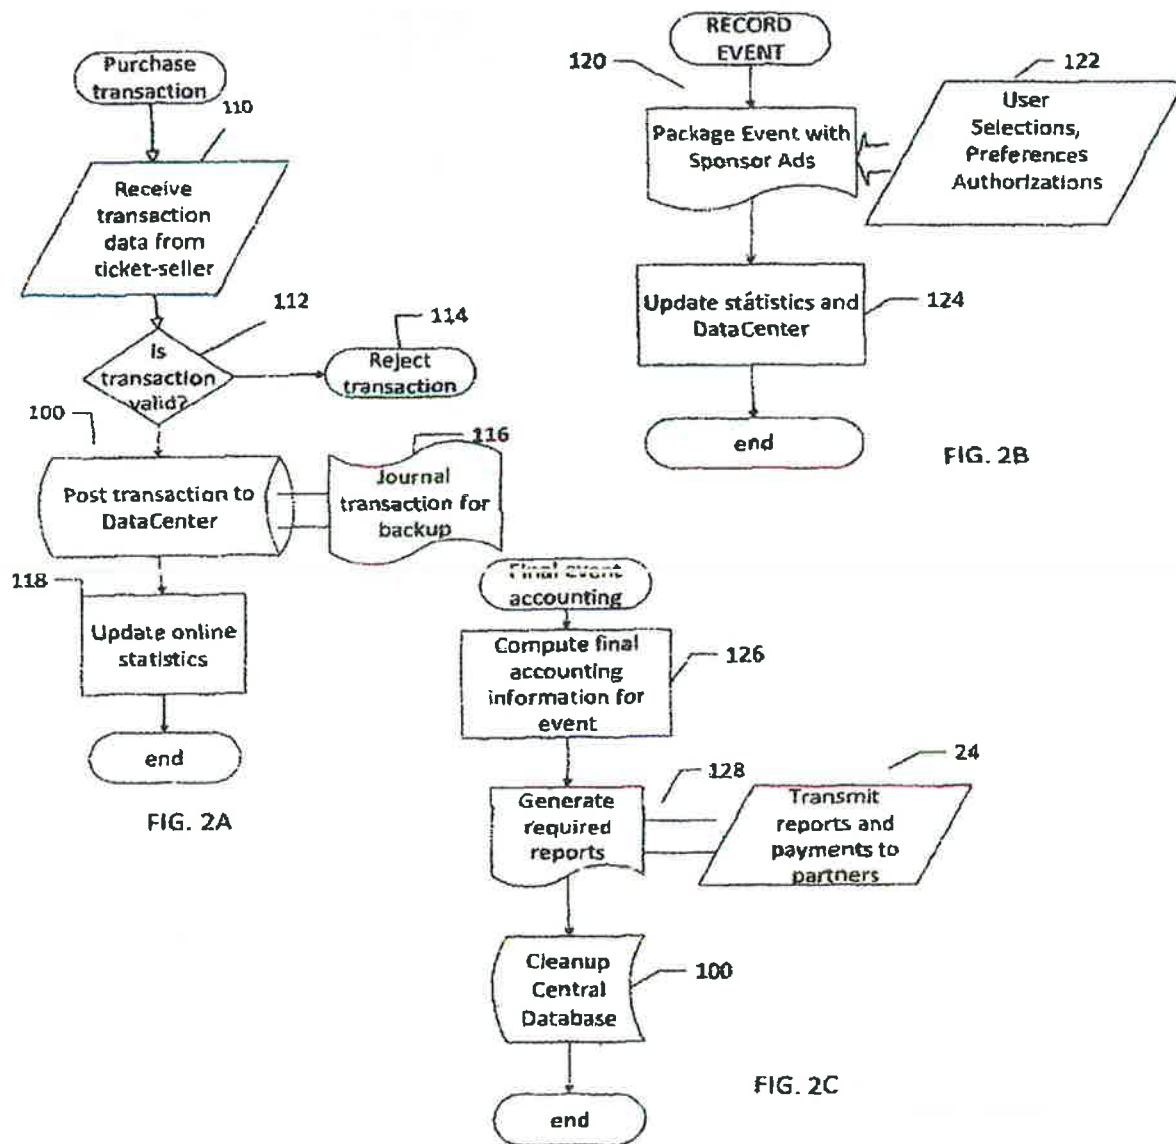 Purchase
transaction
110
Receive
transaction
data from
ticket-seller
112
Is
transaction
valid?
114
Reject
transaction
100
Post transaction to
DataCenter
116
Journal
transaction for
backup
118
Update online
statistics
end
FIG. 2A
RECORD
EVENT
120
Package Event with
Sponsor Ads
122
User
Selections,
Preferences
Authorizations
Update statistics and
DataCenter
124
end
FIG. 2B
Final event
accounting
Compute final
accounting
information for
event
126
Generate
required
reports
128
24
Transmit
reports and
payments to
partners
Cleanup
Central
Database
100
end
FIG. 2C